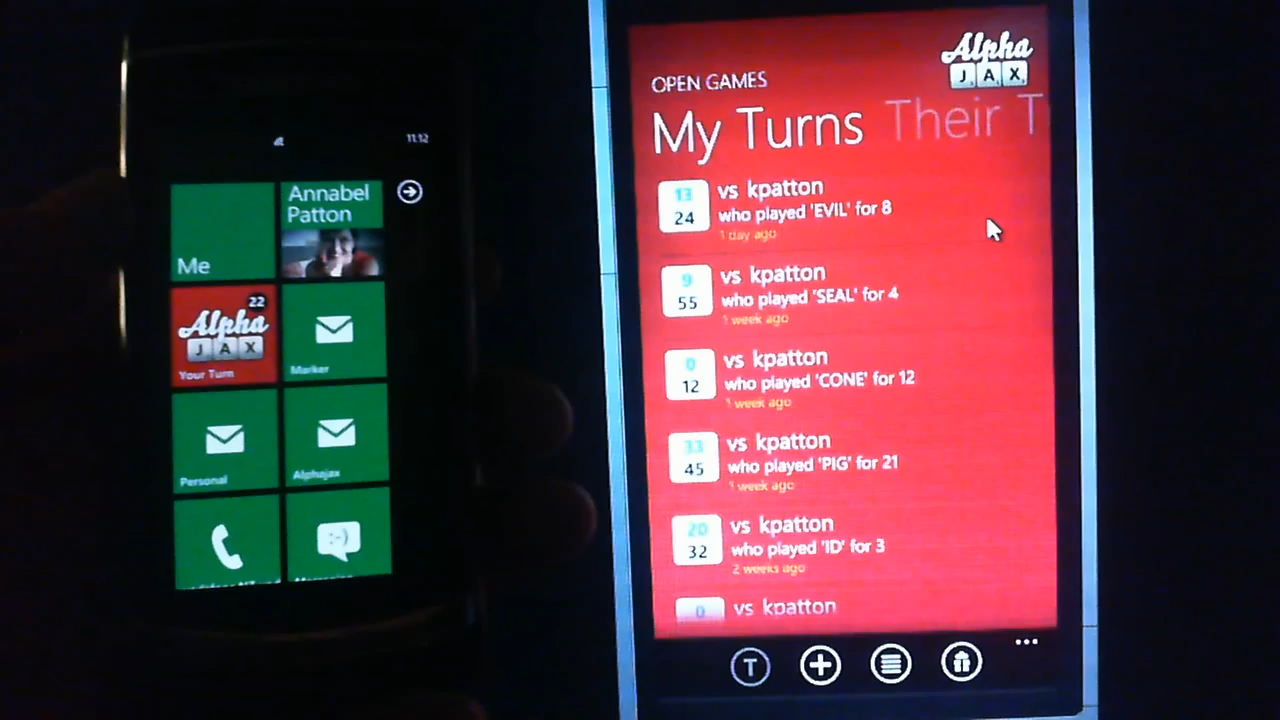 11:12
Me
Annabel
Patton
22
Alpha
JAX
Your Turn
Marker
Personal
Alphajax
Alpha
JAX
OPEN GAMES
My Turns Their T
13
24
vs kpatton
who played 'EVIL' for 8
1 day ago
9
55
vs kpatton
who played 'SEAL' for 4
1 week ago
0
12
vs kpatton
who played 'CONE' for 12
1 week ago
33
45
vs kpatton
who played 'PIG' for 21
1 week ago
20
32
vs kpatton
who played 'ID' for 3
2 weeks ago
0
vs kpatton
T